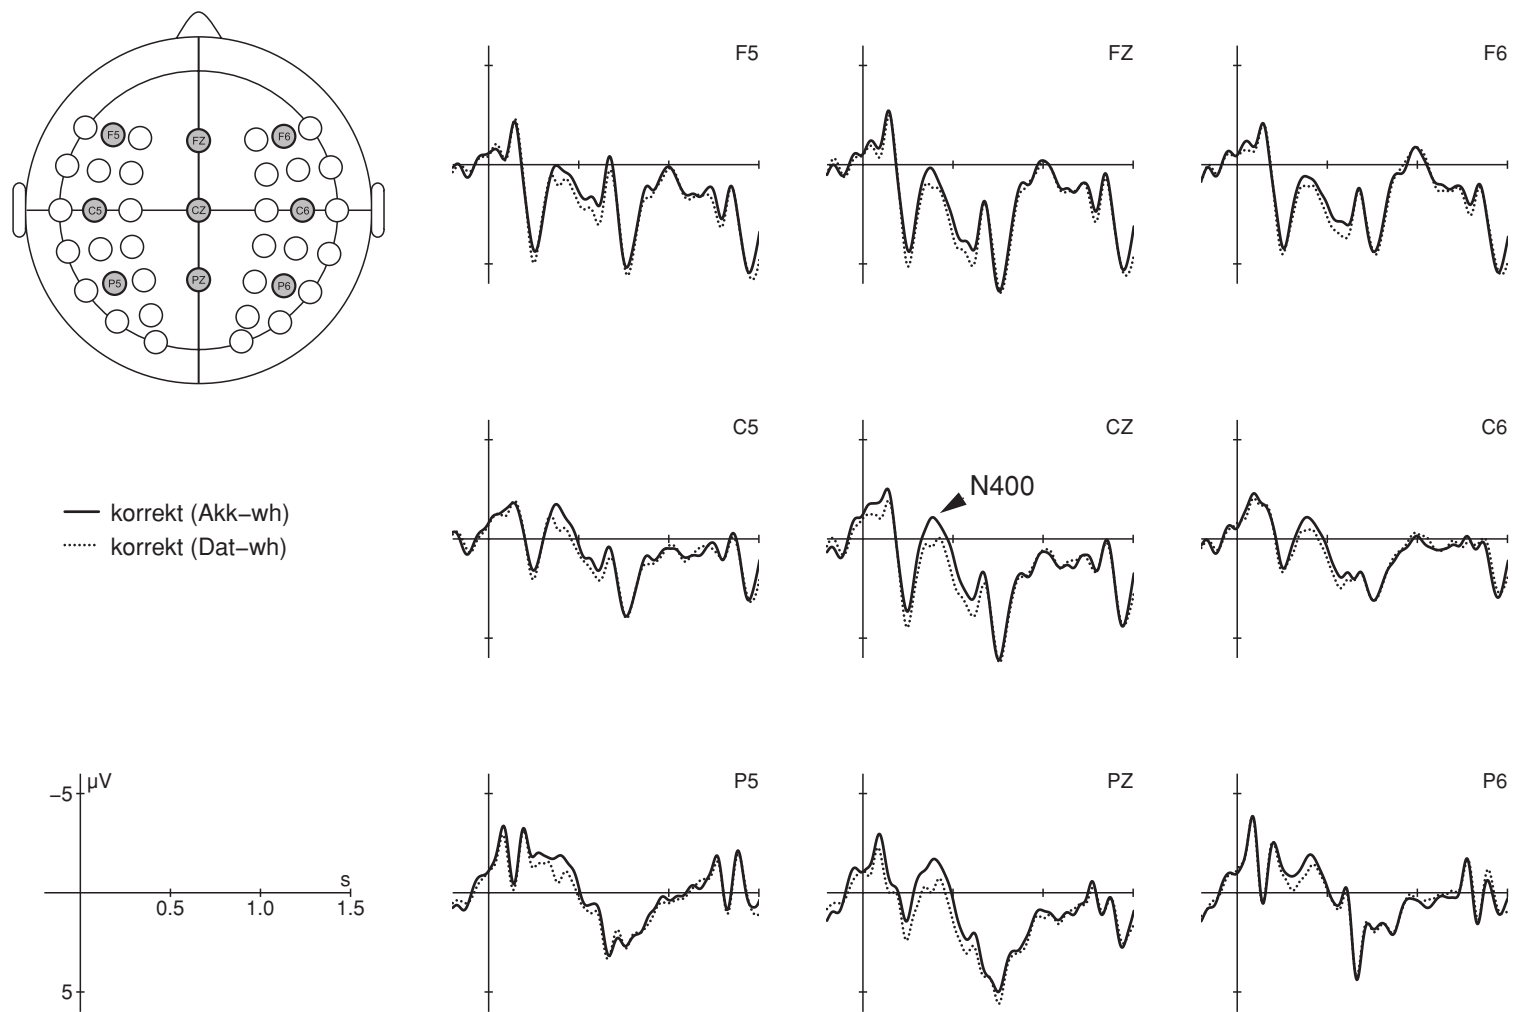 F5
FZ
F6
F5
FZ
F6
C5
CZ
C6
P5
PZ
P6
C5
CZ
C6
N400
korrekt (Akk−wh)
korrekt (Dat−wh)
P5
PZ
P6
−5
µV
s
0.5
1.0
1.5
5